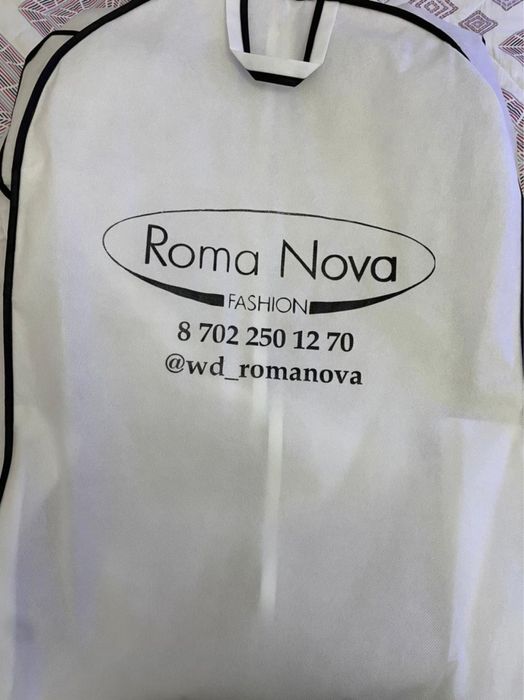 Roma Nova
FASHION
8 702 250 12 70
@wd_romanova